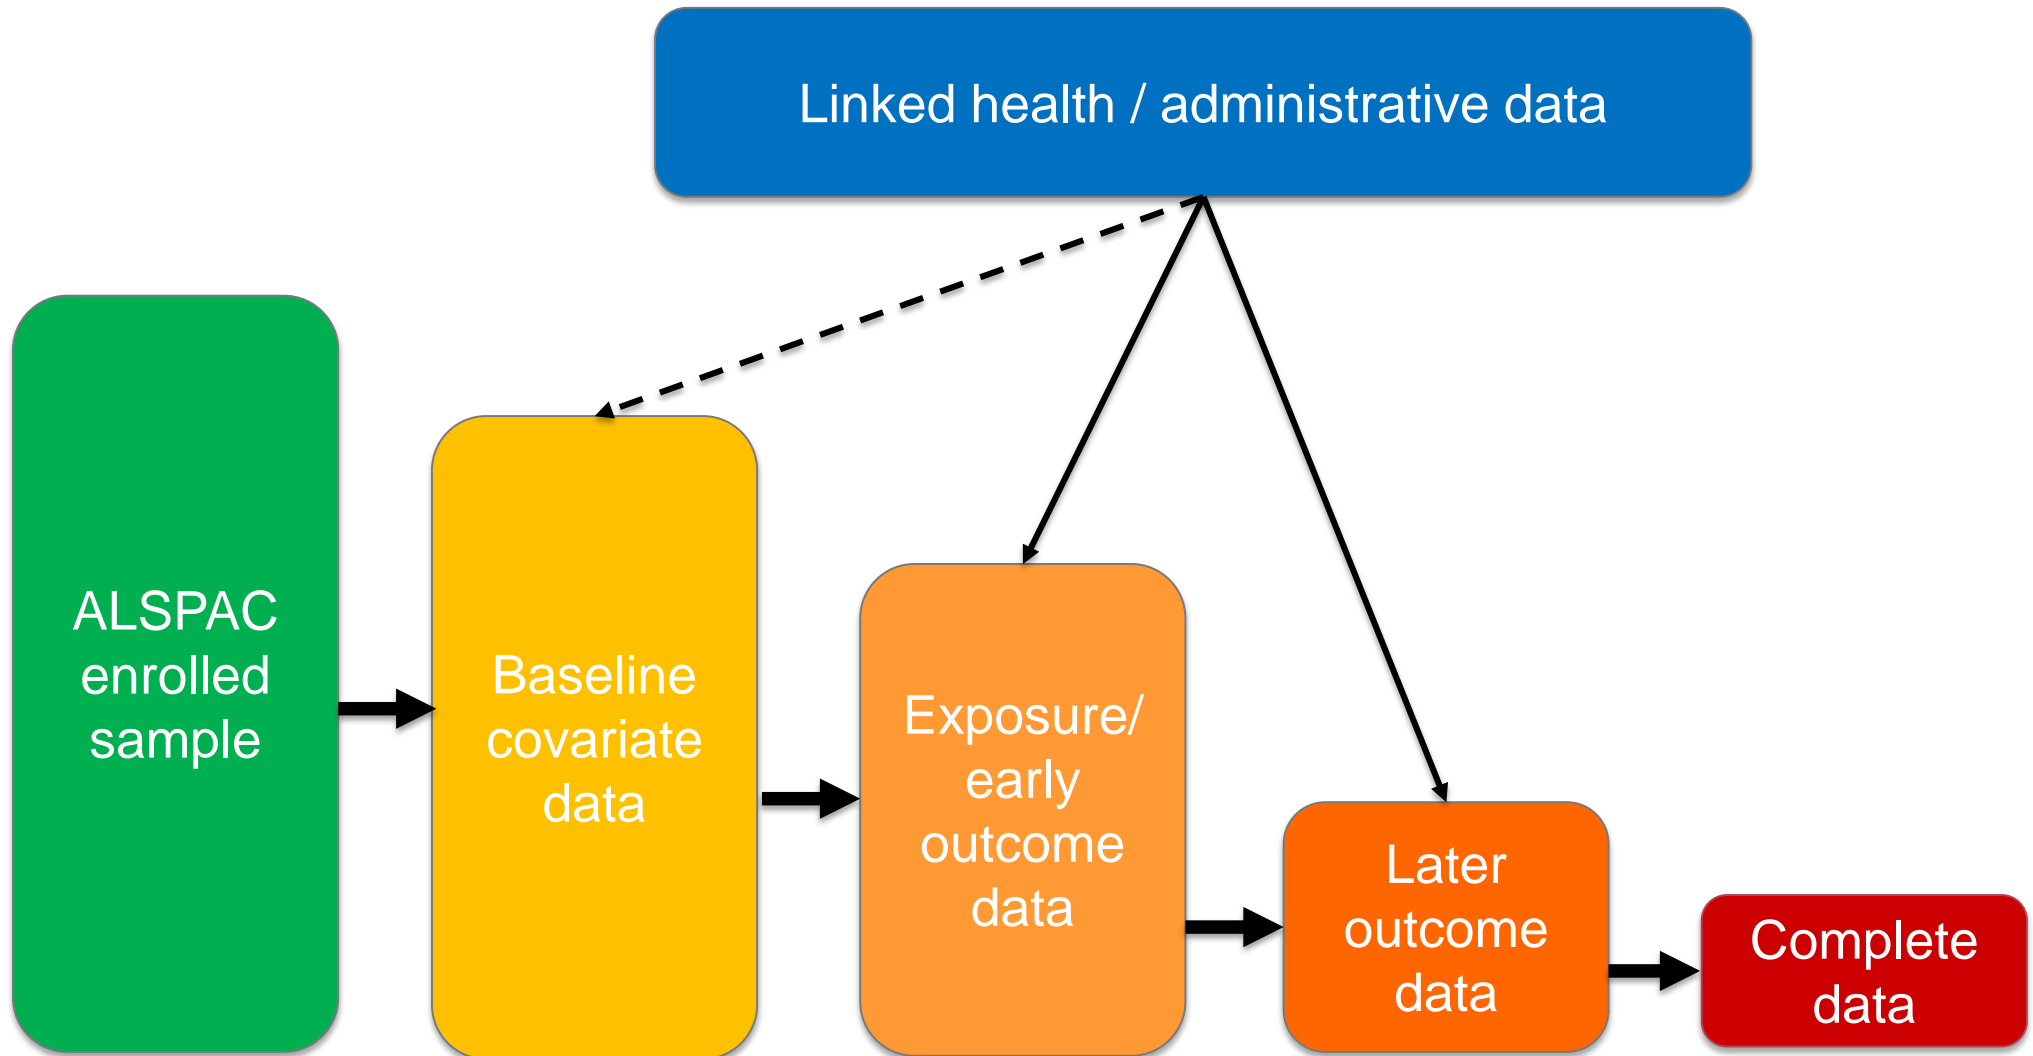 Linked health / administrative data
ALSPAC
enrolled
sample
Baseline
covariate
data
Exposure/
early
outcome
data
Later
outcome
data
Complete
data